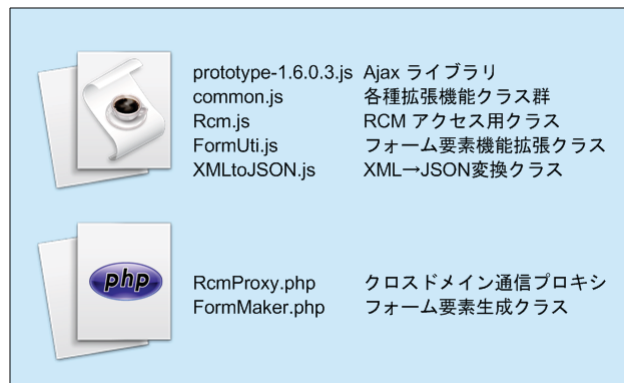 prototype-1.6.0.3.js Ajax ライブラリ
common.js 各種拡張機能クラス群
Rcm.js RCM アクセス用クラス
FormUti.js フォーム要素機能拡張クラス
XMLtoJSON.js XML→JSON変換クラス
php
RcmProxy.php クロスドメイン通信プロキシ
FormMaker.php フォーム要素生成クラス